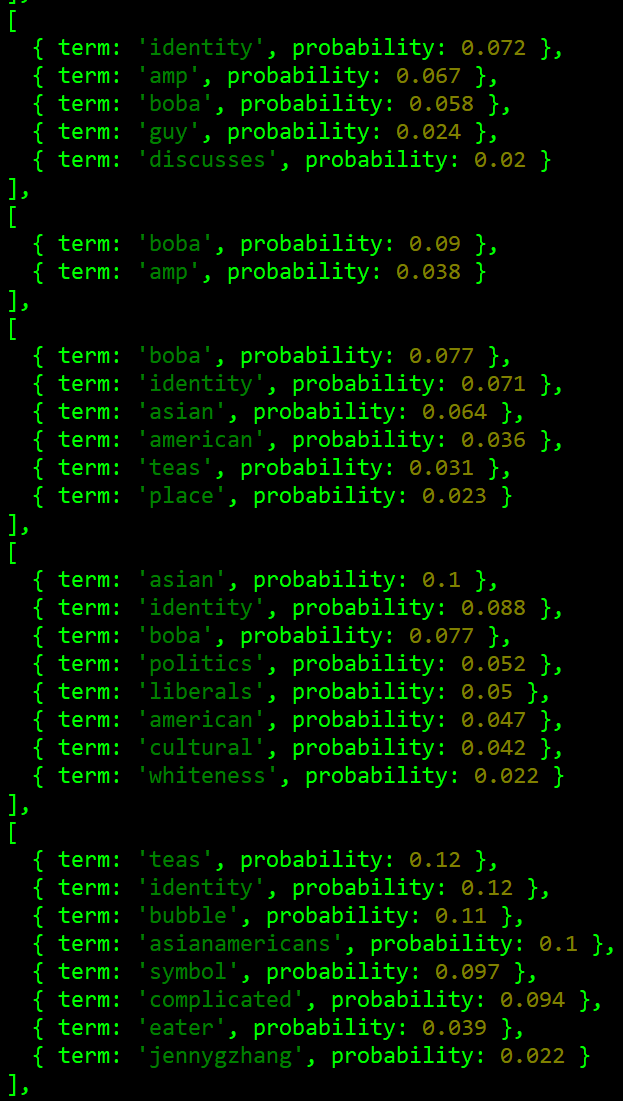 ],
[
  { term: 'identity', probability: 0.072 },
  { term: 'amp', probability: 0.067 },
  { term: 'boba', probability: 0.058 },
  { term: 'guy', probability: 0.024 },
  { term: 'discusses', probability: 0.02 }
],
[
  { term: 'boba', probability: 0.09 },
  { term: 'amp', probability: 0.038 }
],
[
  { term: 'boba', probability: 0.077 },
  { term: 'identity', probability: 0.071 },
  { term: 'asian', probability: 0.064 },
  { term: 'american', probability: 0.036 },
  { term: 'teas', probability: 0.031 },
  { term: 'place', probability: 0.023 }
],
[
  { term: 'asian', probability: 0.1 },
  { term: 'identity', probability: 0.088 },
  { term: 'boba', probability: 0.077 },
  { term: 'politics', probability: 0.052 },
  { term: 'liberals', probability: 0.05 },
  { term: 'american', probability: 0.047 },
  { term: 'cultural', probability: 0.042 },
  { term: 'whiteness', probability: 0.022 }
],
[
  { term: 'teas', probability: 0.12 },
  { term: 'identity', probability: 0.12 },
  { term: 'bubble', probability: 0.11 },
  { term: 'asianamericans', probability: 0.1 },
  { term: 'symbol', probability: 0.097 },
  { term: 'complicated', probability: 0.094 },
  { term: 'eater', probability: 0.039 },
  { term: 'jennygzhang', probability: 0.022 }
],